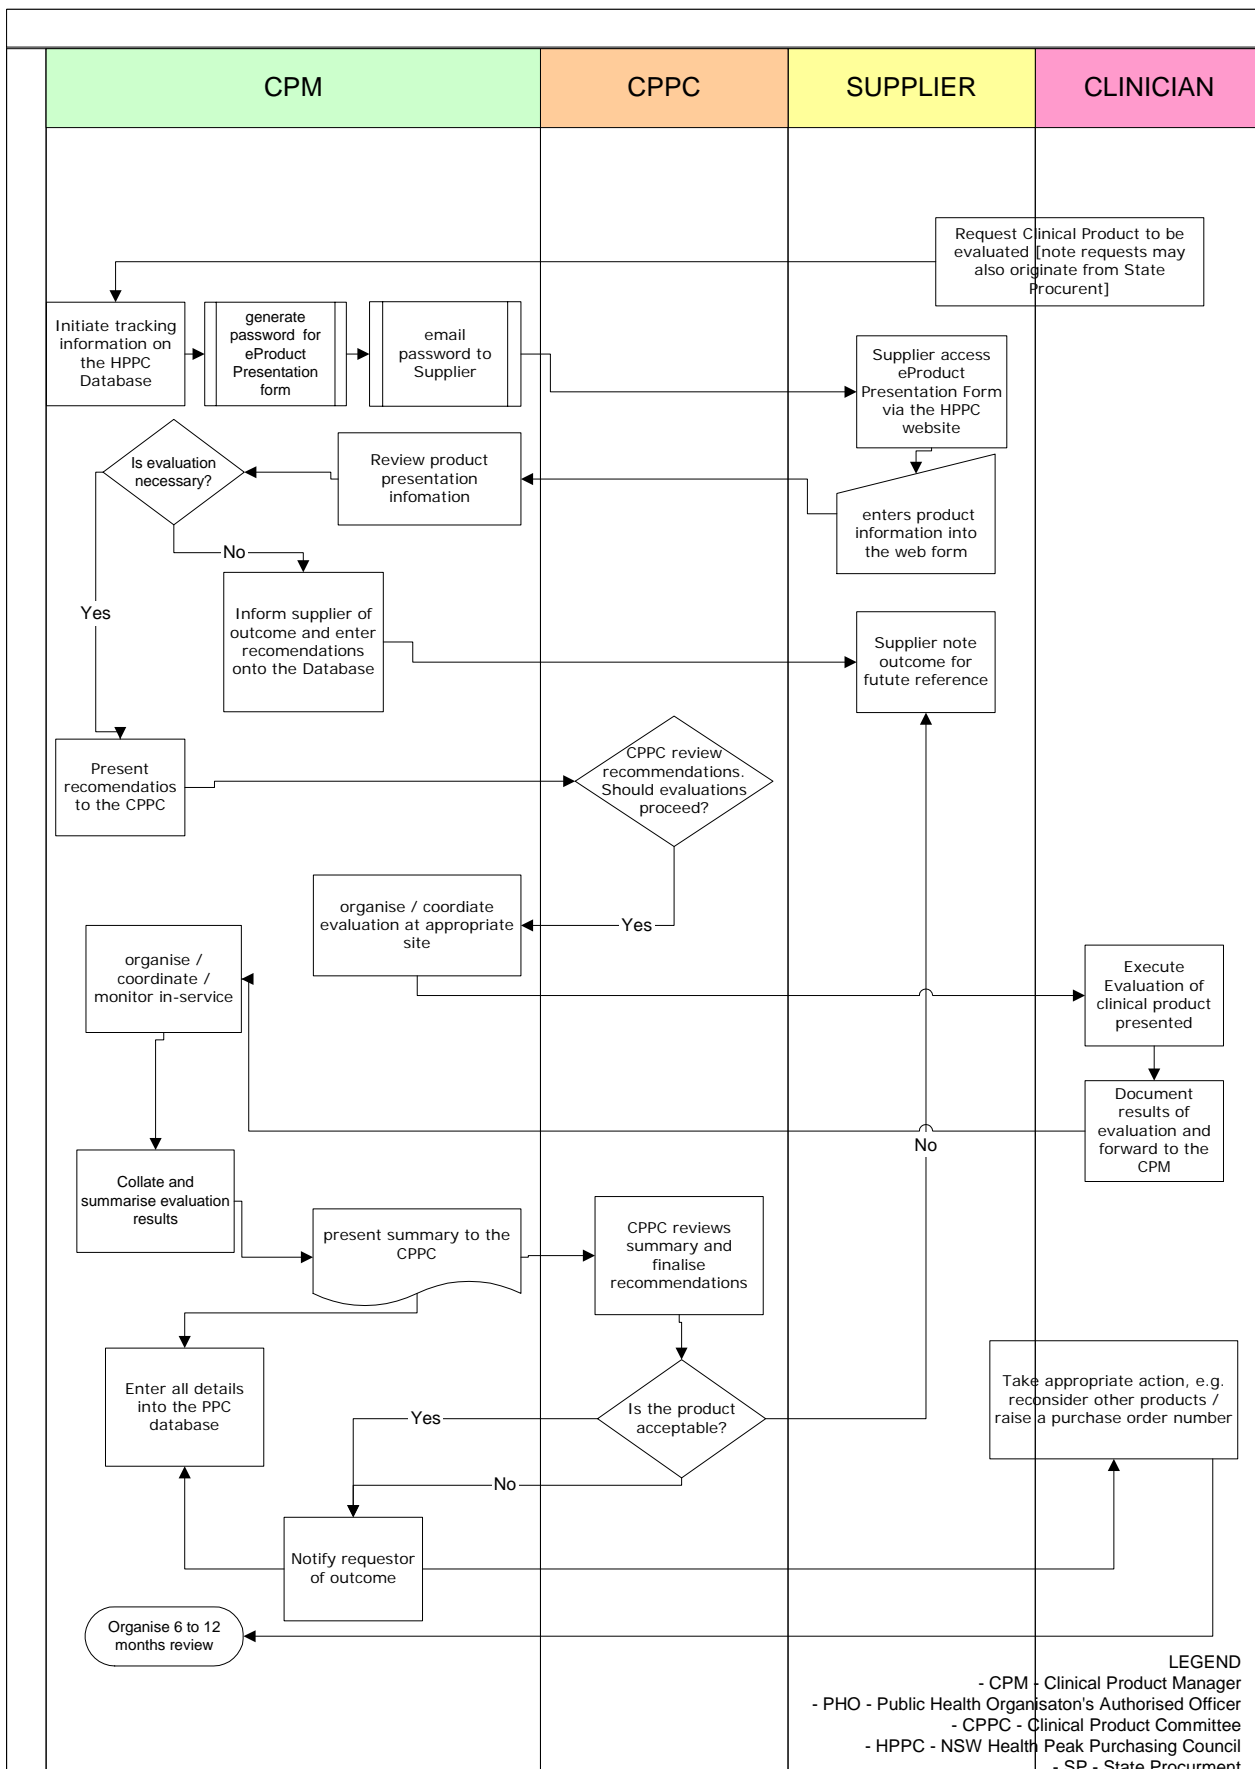 CPM
CPPC
SUPPLIER
CLINICIAN
Request Clinical Product to be
evaluated [note requests may
also originate from State
Procurent]
Initiate tracking
information on
the HPPC
Database
generate
password for
eProduct
Presentation
form
email
password to
Supplier
Supplier access
eProduct
Presentation Form
via the HPPC
website
Is evaluation
necessary?
Review product
presentation
infomation
enters product
information into
the web form
No
Yes
Inform supplier of
outcome and enter
recomendations
onto the Database
Supplier note
outcome for
futute reference
Present
recomendatios
to the CPPC
CPPC review
recommendations.
Should evaluations
proceed?
organise / coordiate
evaluation at appropriate
site
Yes
organise /
coordinate /
monitor in-service
Execute
Evaluation of
clinical product
presented
Document
results of
evaluation and
forward to the
CPM
No
Collate and
summarise evaluation
results
present summary to the
CPPC
CPPC reviews
summary and
finalise
recommendations
Enter all details
into the PPC
database
Yes
Is the product
acceptable?
Take appropriate action, e.g.
reconsider other products /
raise a purchase order number
No
Notify requestor
of outcome
Organise 6 to 12
months review
LEGEND
- CPM - Clinical Product Manager
- PHO - Public Health Organisaton's Authorised Officer
- CPPC - Clinical Product Committee
- HPPC - NSW Health Peak Purchasing Council
- SP - State Procurment